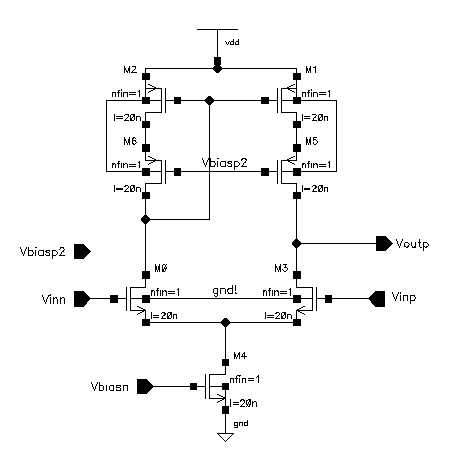 vdd
M2
M1
nfin=1
nfin=1
l=20n
l=20n
M6
M5
nfin=1
Vbiasp2
nfin=1
l=20n
l=20n
Voutp
Vbiasp2
M0
M3
Vinn
nfin=1
gnd!
nfin=1
Vinp
l=20n
l=20n
M4
Vbiasn
nfin=1
l=20n
gnd